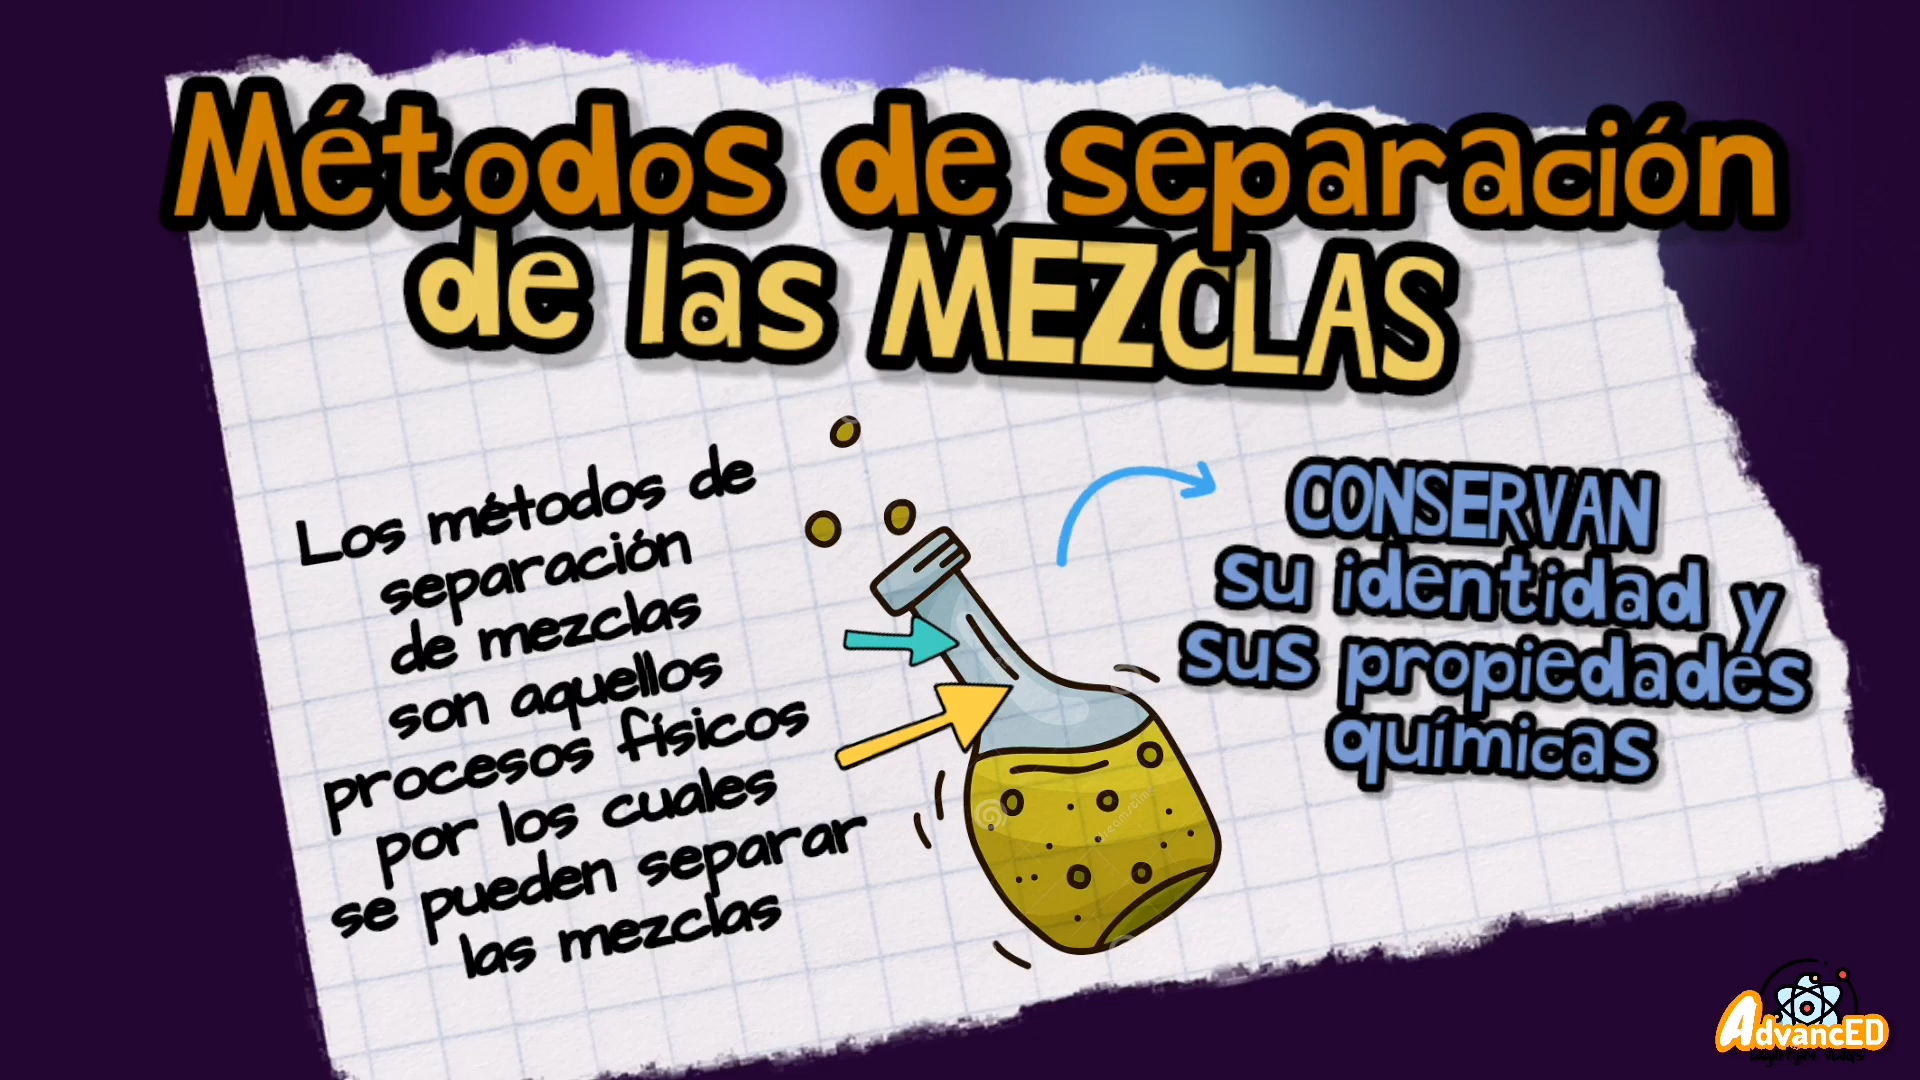 Métodos de separación
de las MEZCLAS
Los métodos de
separación
de mezclas
son aquellos
procesos físicos
por los cuales
se pueden separar
las mezclas
CONSERVAN
su identidad y
sus propiedades
químicas
AdvancED